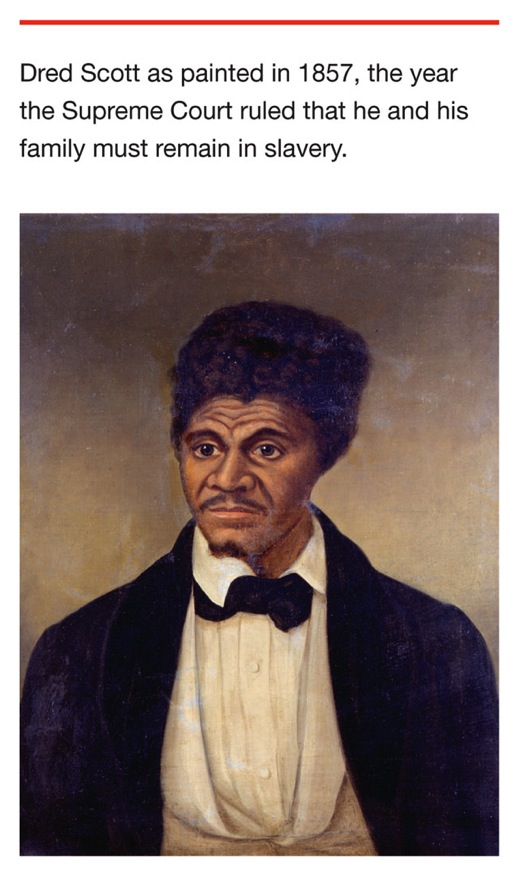 Dred Scott as painted in 1857, the year
the Supreme Court ruled that he and his
family must remain in slavery.